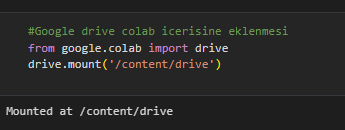 #Google drive colab icerisine eklenmesi
from google.colab import drive
drive.mount('/content/drive')
Mounted at /content/drive